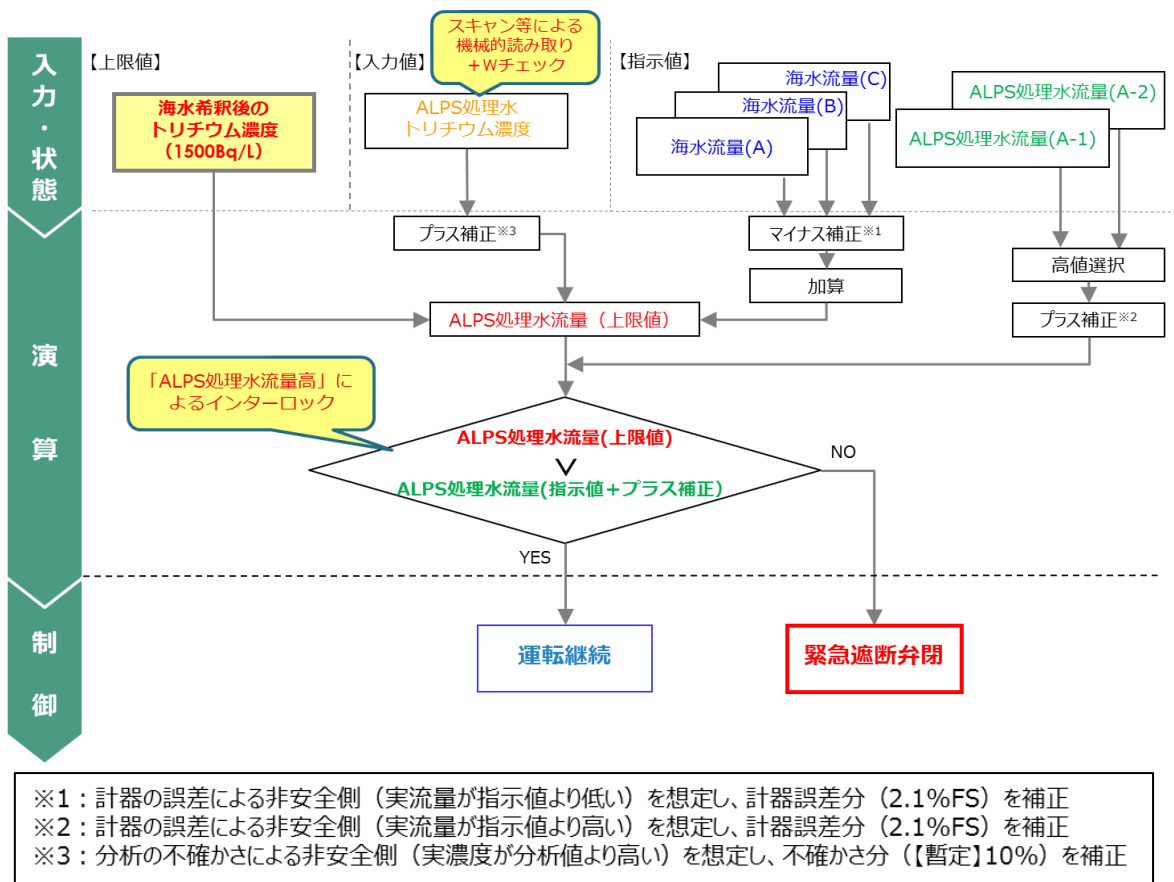 入力・状態
【上限値】
海水希釈後の
トリチウム濃度
（1500Bq/L）
【入力値】
スキャン等による
機械的読み取り
+Wチェック
ALPS処理水
トリチウム濃度
【指示値】
海水流量(C)
海水流量(B)
海水流量(A)
ALPS処理水流量(A-2)
ALPS処理水流量(A-1)
演算
プラス補正※3
マイナス補正※1
加算
高値選択
プラス補正※2
ALPS処理水流量（上限値）
「ALPS処理水流量高」に
よるインターロック
ALPS処理水流量(上限値)
∨
ALPS処理水流量(指示値＋プラス補正)
NO
YES
制御
運転継続
緊急遮断弁閉
※1：計器の誤差による非安全側（実流量が指示値より低い）を想定し、計器誤差分（2.1%FS）を補正
※2：計器の誤差による非安全側（実流量が指示値より高い）を想定し、計器誤差分（2.1%FS）を補正
※3：分析の不確かさによる非安全側（実濃度が分析値より高い）を想定し、不確かさ分（【暫定】10%）を補正